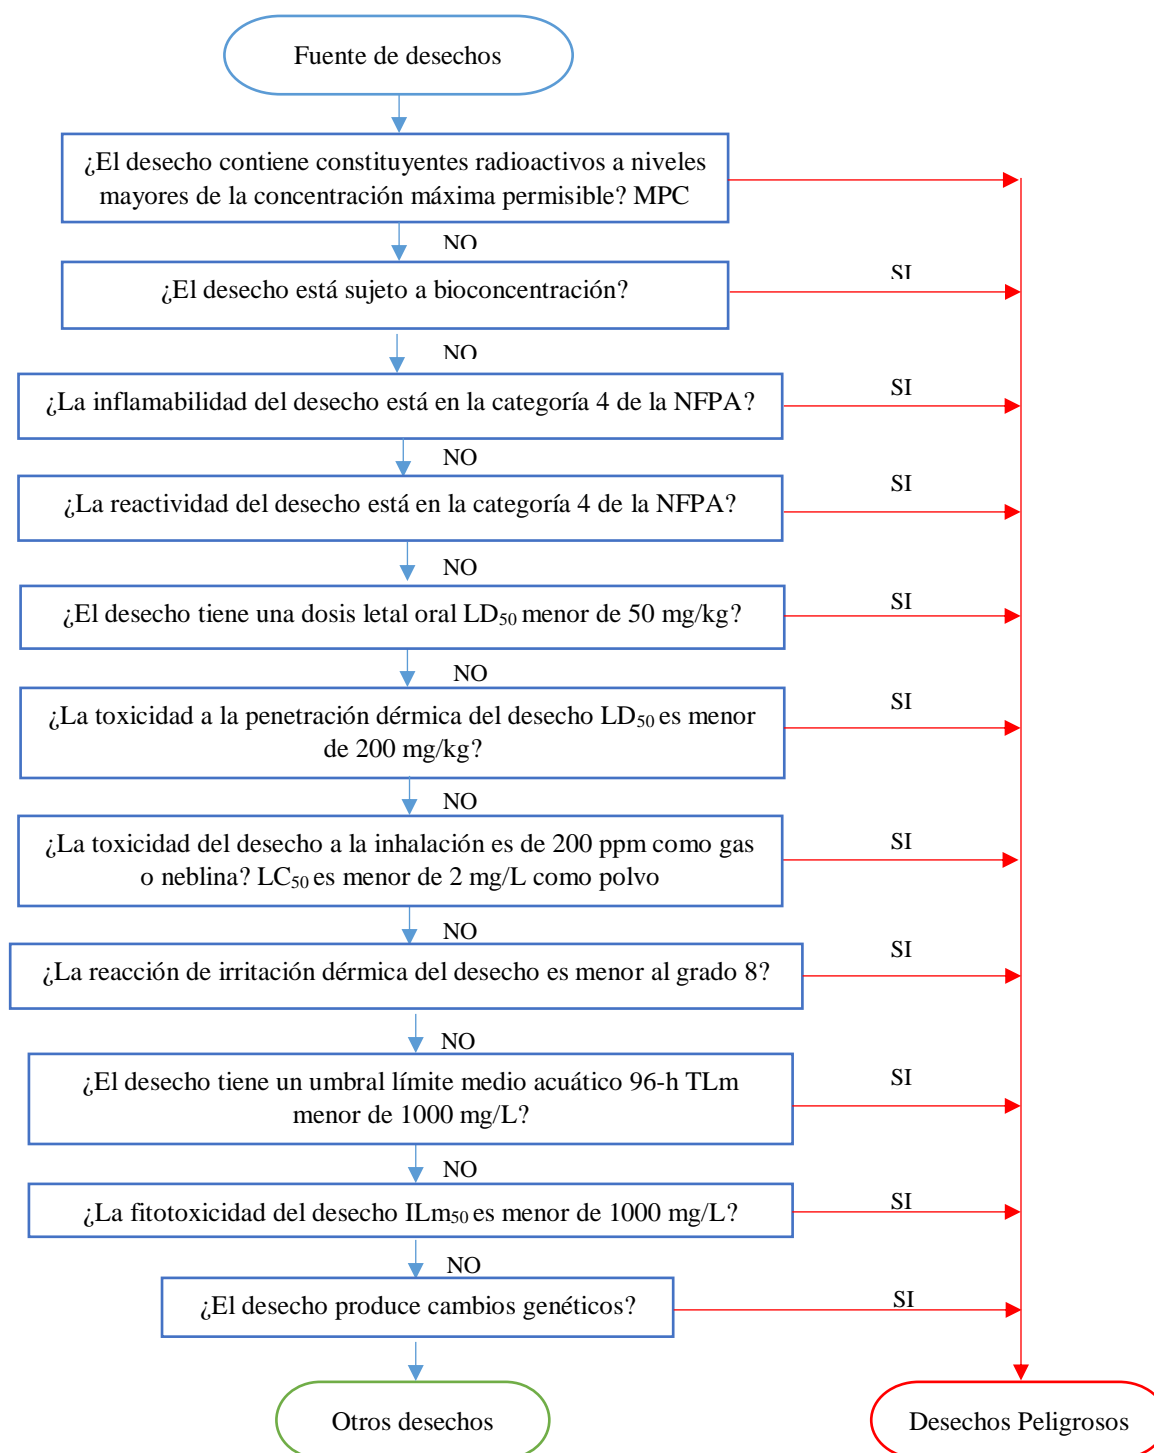 Fuente de desechos
¿El desecho contiene constituyentes radioactivos a niveles
mayores de la concentración máxima permisible? MPC
NO
SI
¿El desecho está sujeto a bioconcentración?
NO
SI
¿La inflamabilidad del desecho está en la categoría 4 de la NFPA?
NO
SI
¿La reactividad del desecho está en la categoría 4 de la NFPA?
NO
SI
¿El desecho tiene una dosis letal oral LD50 menor de 50 mg/kg?
NO
SI
¿La toxicidad a la penetración dérmica del desecho LD50 es menor
de 200 mg/kg?
NO
SI
¿La toxicidad del desecho a la inhalación es de 200 ppm como gas
o neblina? LC50 es menor de 2 mg/L como polvo
NO
SI
¿La reacción de irritación dérmica del desecho es menor al grado 8?
NO
SI
¿El desecho tiene un umbral límite medio acuático 96-h TLm
menor de 1000 mg/L?
NO
SI
¿La fitotoxicidad del desecho ILm50 es menor de 1000 mg/L?
NO
SI
¿El desecho produce cambios genéticos?
Otros desechos
Desechos Peligrosos